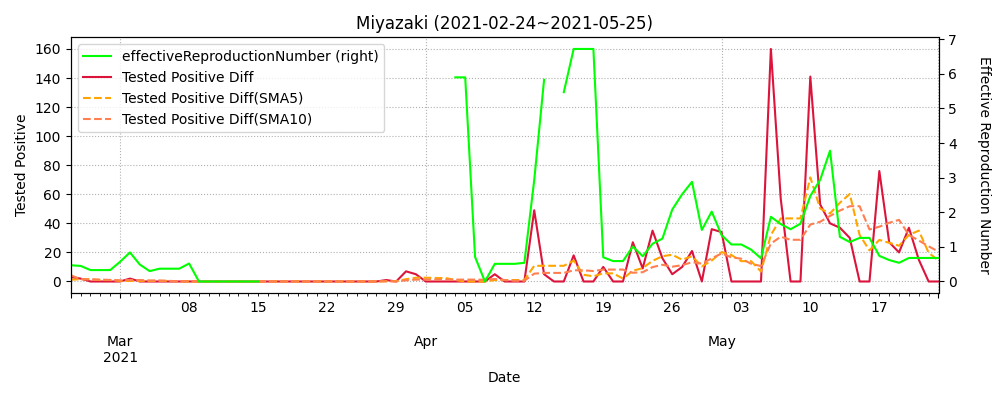 Miyazaki (2021-02-24~2021-05-25)
effectiveReproductionNumber (right)
Tested Positive Diff
Tested Positive Diff(SMA5)
Tested Positive Diff(SMA10)
Tested Positive
160
140
120
100
80
60
40
20
0
7
6
5
4
3
2
1
0
Effective Reproduction Number
08 15 22 29 05 12 19 26 03 10 17
Mar Apr May
2021
Date